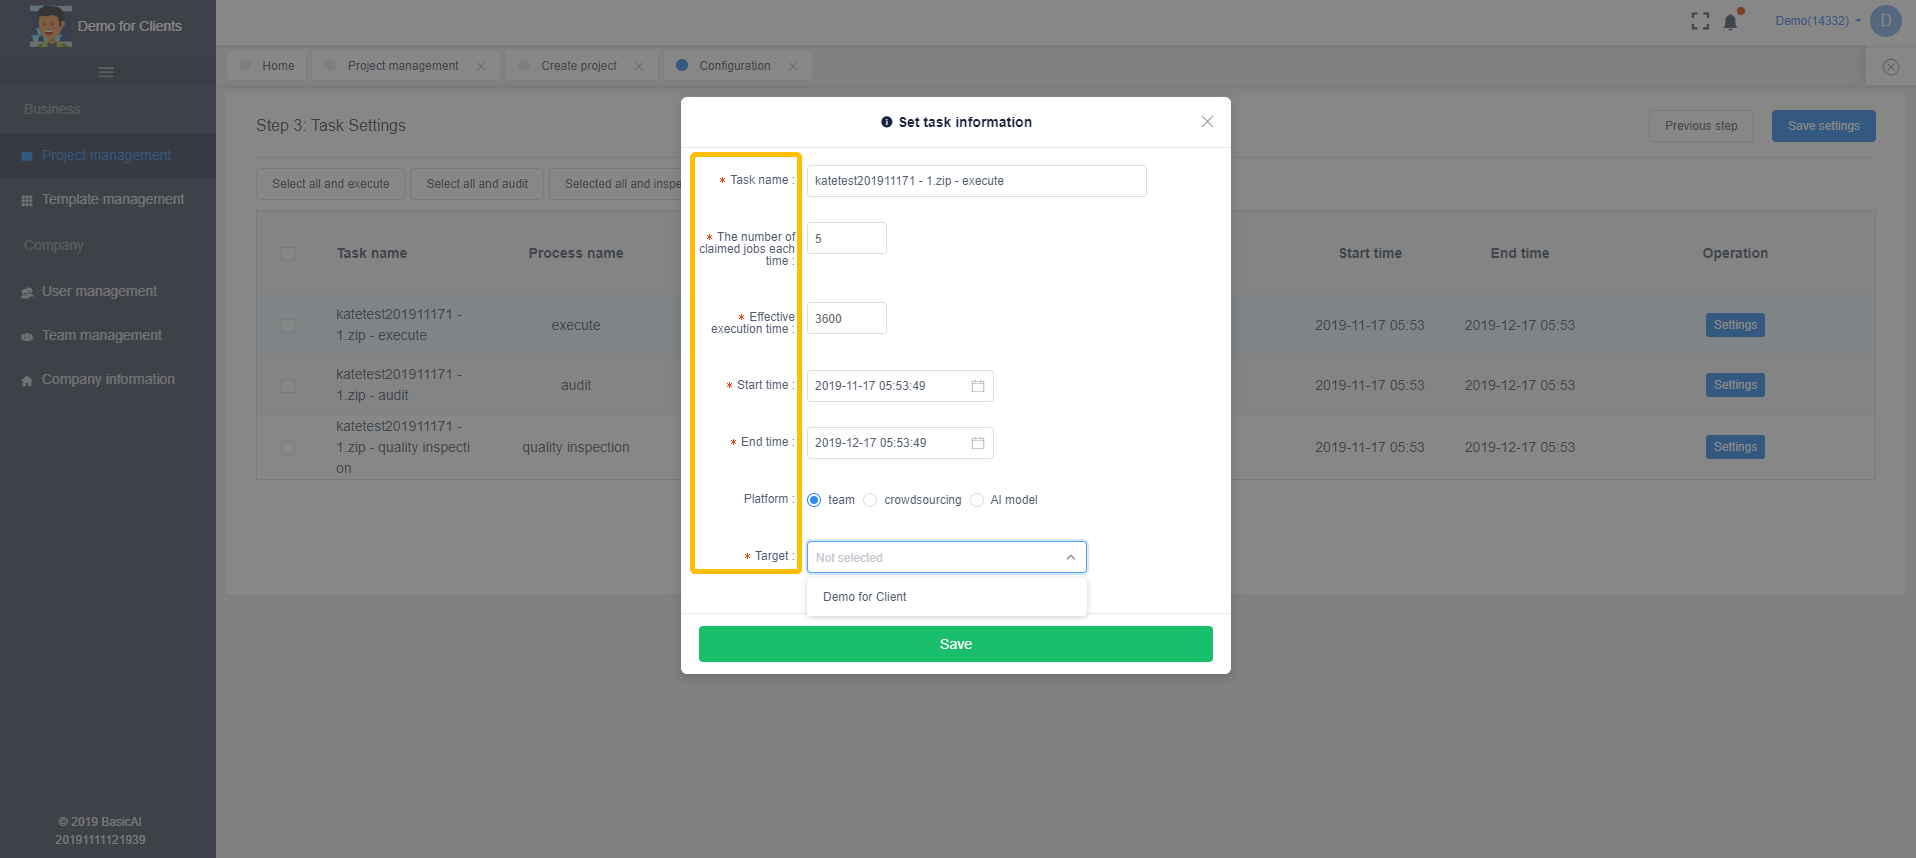 Demo for Clients
Demo(14332)
D
Home
Project management
Create project
Configuration
Business
Project management
Template management
Company
User management
Team management
Company information
© 2019 BasicAI
20191111121939
Step 3: Task Settings
Previous step
Save settings
Select all and execute
Select all and audit
Selected all and inspe
Task name
Process name
Start time
End time
Operation
katetest201911171 -
1.zip - execute
execute
2019-11-17 05:53
2019-12-17 05:53
Settings
katetest201911171 -
1.zip - audit
audit
2019-11-17 05:53
2019-12-17 05:53
Settings
katetest201911171 -
1.zip - quality inspecti
on
quality inspection
2019-11-17 05:53
2019-12-17 05:53
Settings
Set task information
* Task name :
katetest201911171 - 1.zip - execute
* The number of
claimed jobs each
time :
5
* Effective
execution time :
3600
* Start time :
2019-11-17 05:53:49
* End time :
2019-12-17 05:53:49
Platform :
team
crowdsourcing
AI model
* Target :
Not selected
Demo for Client
Save